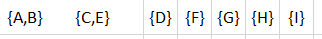 {A,B} {C,E} {D} {F} {G} {H} {I}